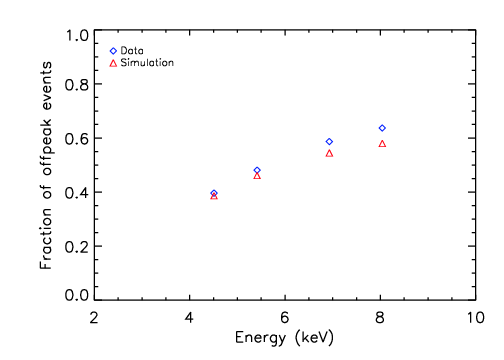 1.0
Data
Simulation
0.8
0.6
0.4
0.2
0.0
Fraction of offpeak events
2 4 6 8 10
Energy (keV)